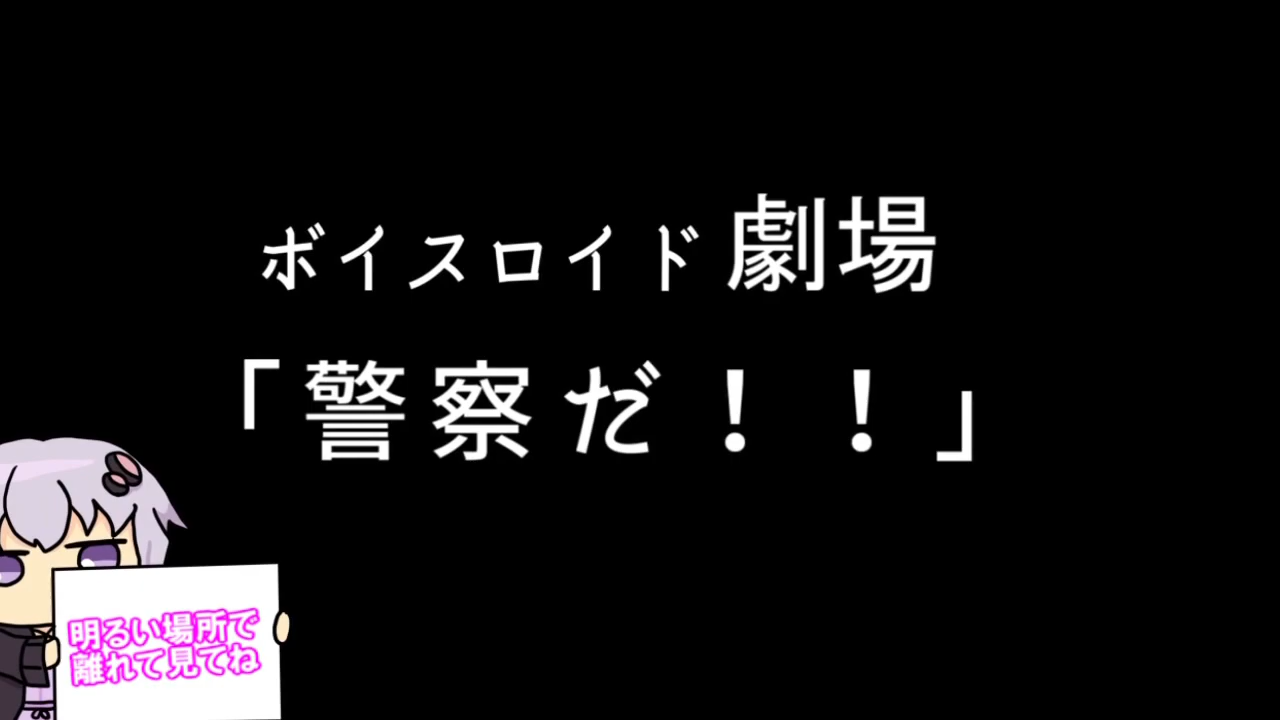 ボイスロイド劇場
「警察だ！！」
明るい場所で
離れて見てね